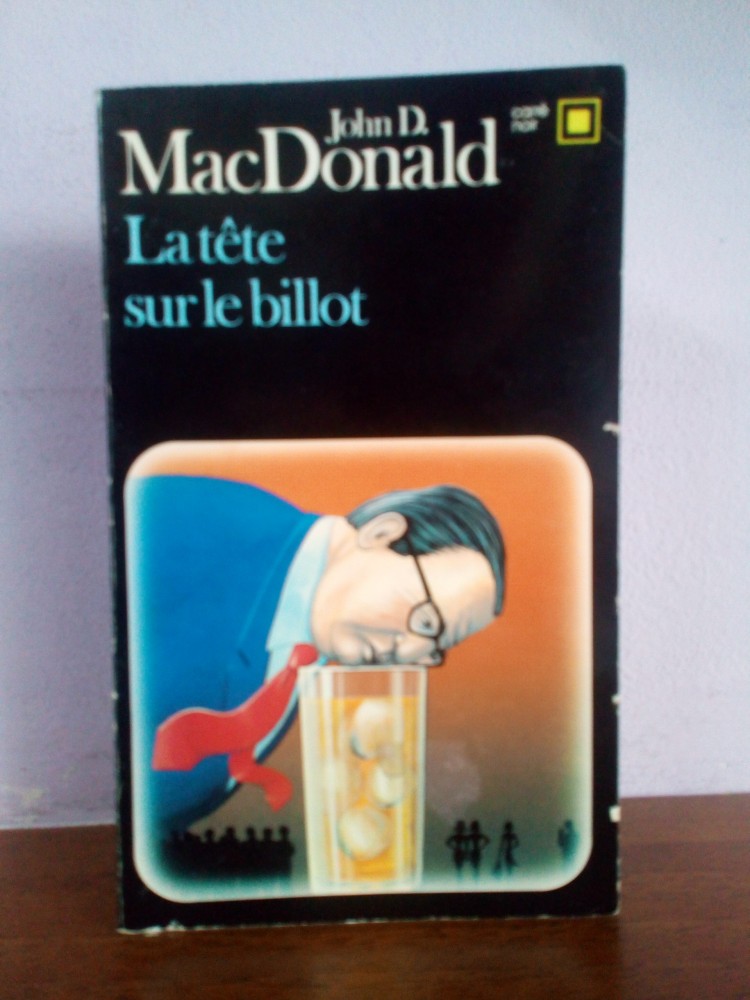 John D.
MacDonald
carré
noir
La tête
sur le billot